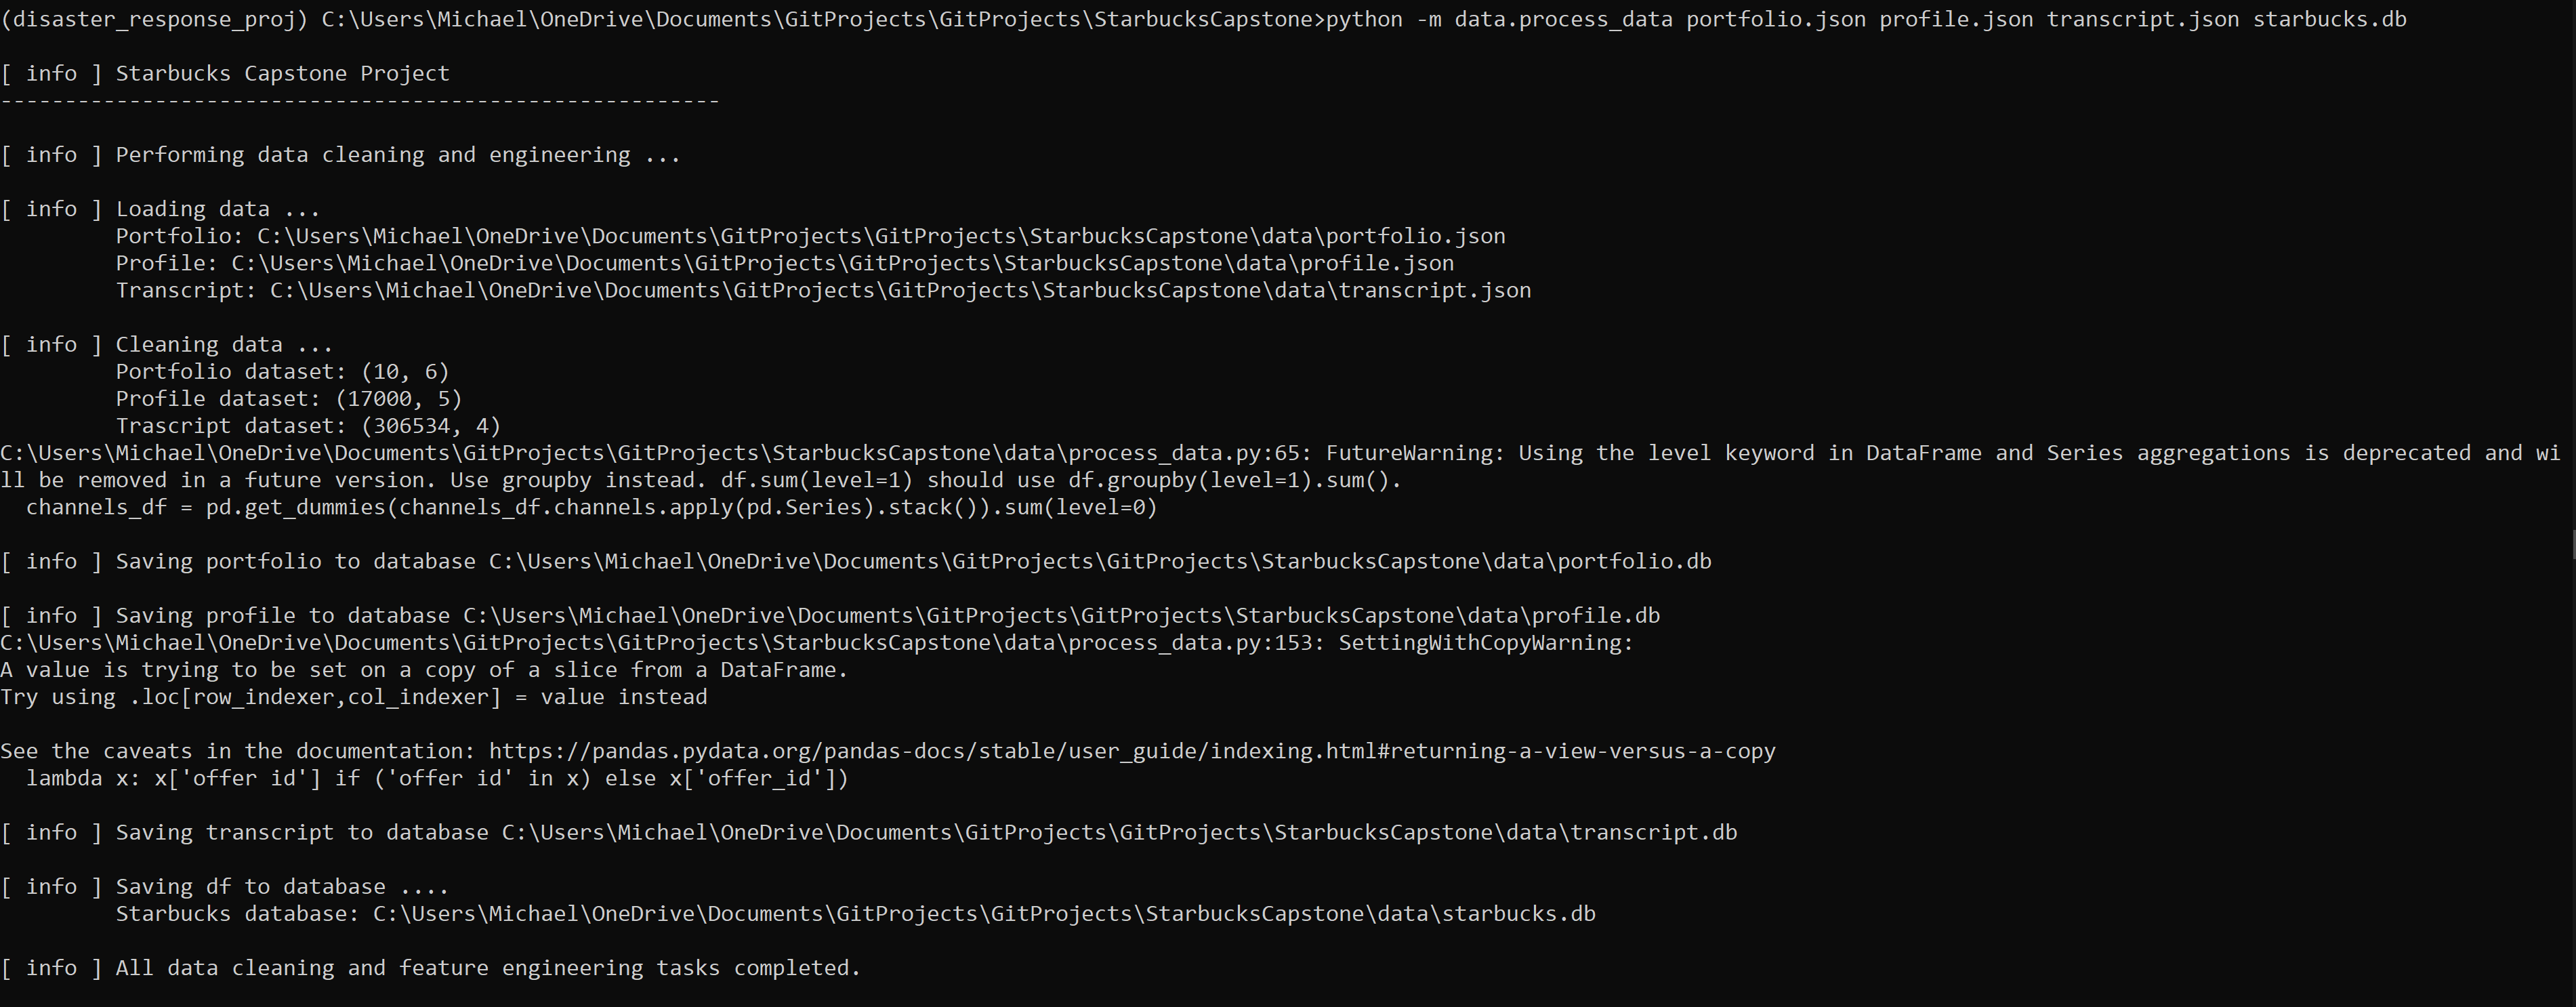 (disaster_response_proj) C:\Users\Michael\OneDrive\Documents\GitProjects\GitProjects\StarbucksCapstone>python -m data.process_data portfolio.json profile.json transcript.json starbucks.db
[ info ] Starbucks Capstone Project
--------------------------------------------------------
[ info ] Performing data cleaning and engineering ...
[ info ] Loading data ...
Portfolio: C:\Users\Michael\OneDrive\Documents\GitProjects\GitProjects\StarbucksCapstone\data\portfolio.json
Profile: C:\Users\Michael\OneDrive\Documents\GitProjects\GitProjects\StarbucksCapstone\data\profile.json
Transcript: C:\Users\Michael\OneDrive\Documents\GitProjects\GitProjects\StarbucksCapstone\data\transcript.json
[ info ] Cleaning data ...
Portfolio dataset: (10, 6)
Profile dataset: (17000, 5)
Trascript dataset: (306534, 4)
C:\Users\Michael\OneDrive\Documents\GitProjects\GitProjects\StarbucksCapstone\data\process_data.py:65: FutureWarning: Using the level keyword in DataFrame and Series aggregations is deprecated and wi
ll be removed in a future version. Use groupby instead. df.sum(level=1) should use df.groupby(level=1).sum().
channels_df = pd.get_dummies(channels_df.channels.apply(pd.Series).stack()).sum(level=0)
[ info ] Saving portfolio to database C:\Users\Michael\OneDrive\Documents\GitProjects\GitProjects\StarbucksCapstone\data\portfolio.db
[ info ] Saving profile to database C:\Users\Michael\OneDrive\Documents\GitProjects\GitProjects\StarbucksCapstone\data\profile.db
C:\Users\Michael\OneDrive\Documents\GitProjects\GitProjects\StarbucksCapstone\data\process_data.py:153: SettingWithCopyWarning:
A value is trying to be set on a copy of a slice from a DataFrame.
Try using .loc[row_indexer,col_indexer] = value instead
See the caveats in the documentation: https://pandas.pydata.org/pandas-docs/stable/user_guide/indexing.html#returning-a-view-versus-a-copy
lambda x: x['offer id'] if ('offer id' in x) else x['offer_id'])
[ info ] Saving transcript to database C:\Users\Michael\OneDrive\Documents\GitProjects\GitProjects\StarbucksCapstone\data\transcript.db
[ info ] Saving df to database ....
Starbucks database: C:\Users\Michael\OneDrive\Documents\GitProjects\GitProjects\StarbucksCapstone\data\starbucks.db
[ info ] All data cleaning and feature engineering tasks completed.